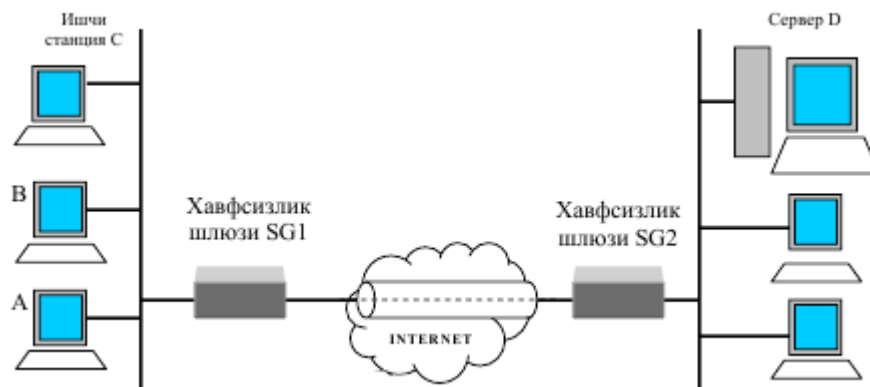 Ишчи
станция С
Сервер D
В
Хавфсизлик
шлюзи SG1
Хавфсизлик
шлюзи SG2
А
INTERNET